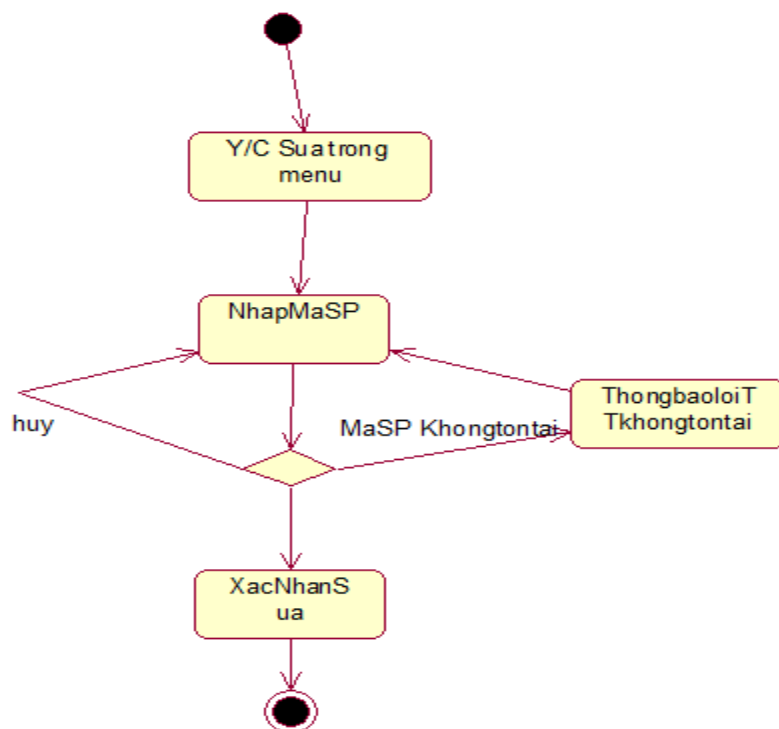 Y/C Suatrong
menu
NhapMaSP
ThongbaoloiT
Tkhongtontai
huy
MaSP Khongtontai
XacNhanS
ua